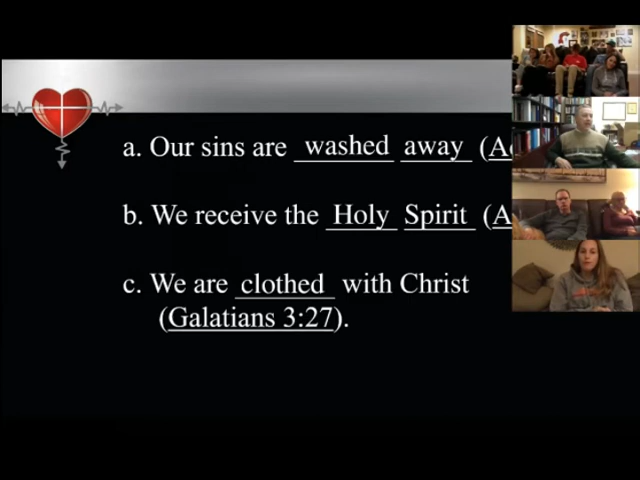 a. Our sins are washed away
b. We receive the Holy Spirit
c. We are clothed with Christ
(Galatians 3:27).